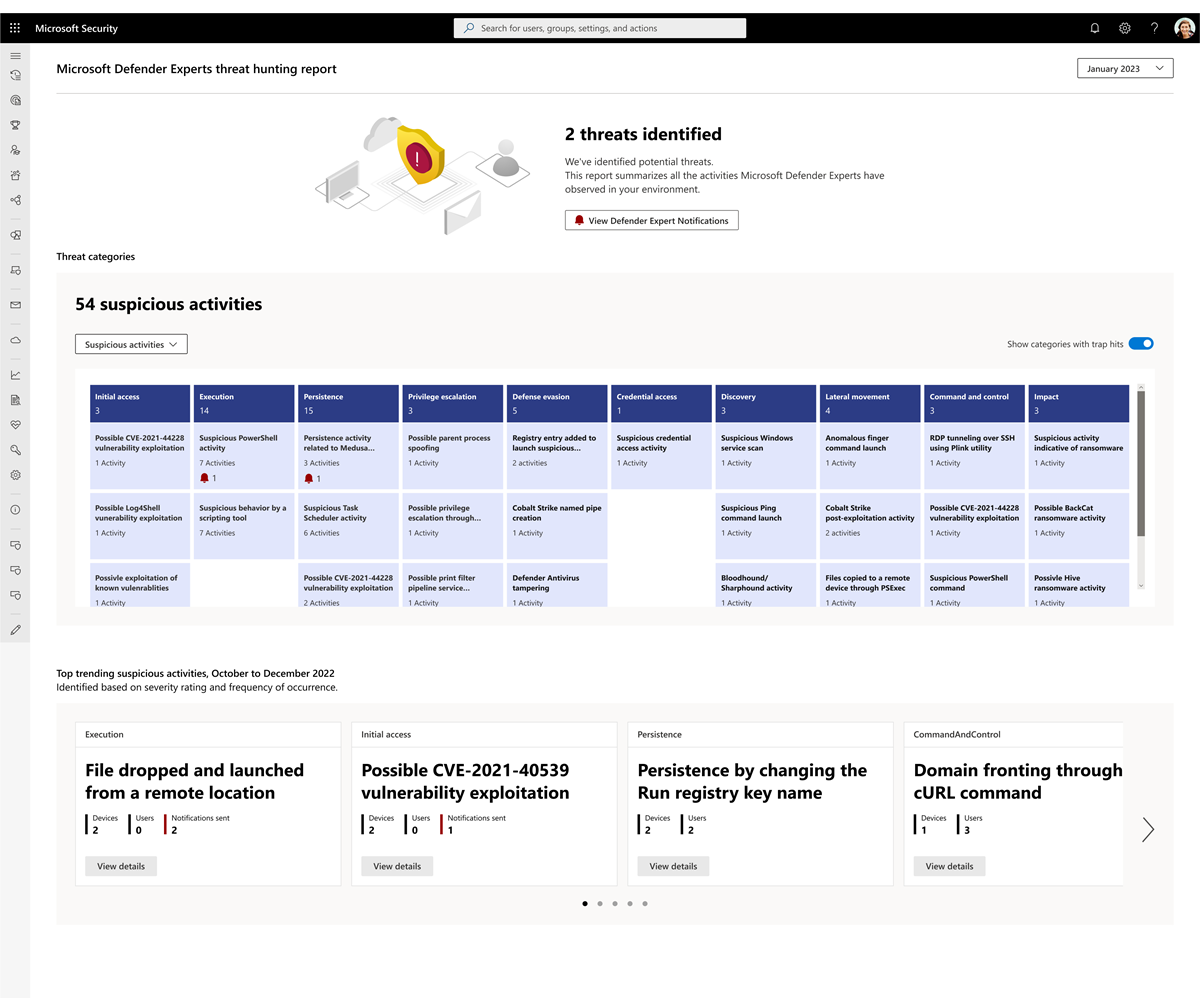 Microsoft Security
Search for users, groups, settings, and actions
Microsoft Defender Experts threat hunting report
January 2023
2 threats identified
We've identified potential threats.
This report summarizes all the activities Microsoft Defender Experts have
observed in your environment.
View Defender Expert Notifications
Threat categories
54 suspicious activities
Suspicious activities
Show categories with trap hits
Initial access
3
Execution
14
Persistence
15
Privilege escalation
3
Defense evasion
5
Credential access
1
Discovery
3
Lateral movement
4
Command and control
3
Impact
3
Possible CVE-2021-44228
vulnerability exploitation
1 Activity
Suspicious PowerShell
activity
7 Activities
1
Persistence activity
related to Medusa...
3 Activities
1
Possible parent process
spoofing
1 Activity
Registry entry added to
launch suspicious...
2 activities
Suspicious credential
access activity
1 Activity
Suspicious Windows
service scan
1 Activity
Anomalous finger
command launch
1 Activity
RDP tunneling over SSH
using Plink utility
1 Activity
Suspicious activity
indicative of ransomware
1 Activity
Possible Log4Shell
vunerability exploitation
1 Activity
Suspicious behavior by a
scripting tool
7 Activities
Suspicious Task
Scheduler activity
6 Activities
Possible privilege
escalation through...
1 Activity
Cobalt Strike named pipe
creation
1 Activity
Suspicious Ping
command launch
1 Activity
Cobalt Strike
post-exploitation activity
2 activities
Possible CVE-2021-44228
vulnerability exploitation
1 Activity
Possible BackCat
ransomware activity
1 Activity
Possivle exploitation of
known vulenrablities
1 Activity
Possible CVE-2021-44228
vulnerability exploitation
2 Activities
Possible print filter
pipeline service...
1 Activity
Defender Antivirus
tampering
1 Activity
Bloodhound/
Sharphound activity
1 Activity
Files copied to a remote
device through PSExec
1 Activity
Suspicious PowerShell
command
1 Activity
Possivle Hive
ransomware activity
1 Activity
Top trending suspicious activities, October to December 2022
Identified based on severity rating and frequency of occurrence.
Execution
File dropped and launched
from a remote location
Devices
2
Users
0
Notifications sent
2
View details
Initial access
Possible CVE-2021-40539
vulnerability exploitation
Devices
2
Users
0
Notifications sent
1
View details
Persistence
Persistence by changing the
Run registry key name
Devices
2
Users
2
View details
CommandAndControl
Domain fronting through
cURL command
Devices
1
Users
3
View details